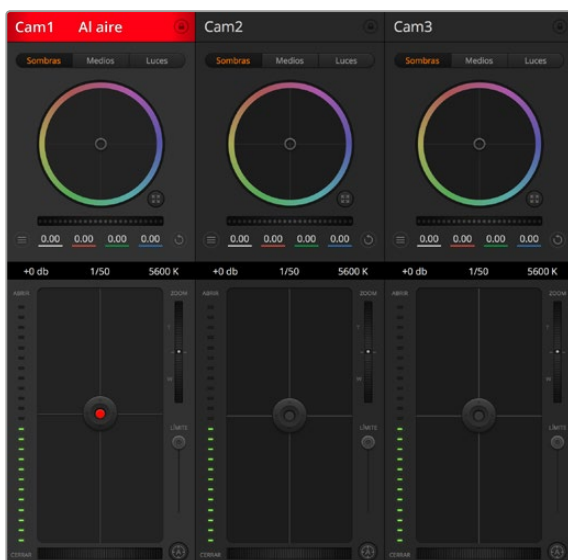 Cam1 Al aire Cam2 Cam3
Sombras Medios Luces Sombras Medios Luces Sombras Medios Luces
0.00 0.00 0.00 0.00 0.00 0.00 0.00 0.00 0.00 0.00 0.00 0.00
+0 db 1/50 5600 K +0 db 1/50 5600 K +0 db 1/50 5600 K
ABRIR ZOOM ABRIR ZOOM ABRIR ZOOM
T T T
W W W
LÍMITE LÍMITE LÍMITE
CERRAR A CERRAR A CERRAR A